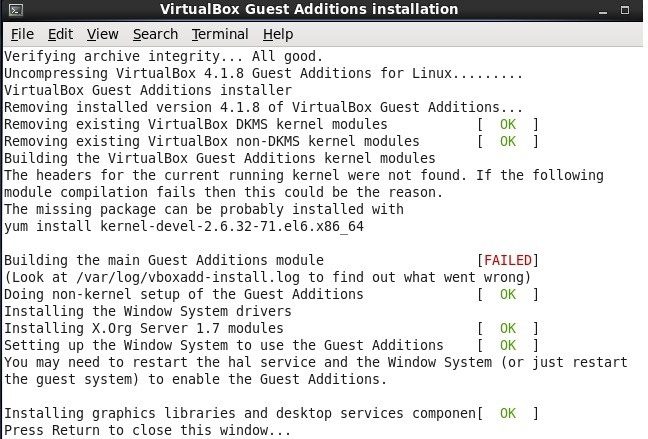 VirtualBox Guest Additions installation
File Edit View Search Terminal Help
Verifying archive integrity... All good.
Uncompressing VirtualBox 4.1.8 Guest Additions for Linux.........
VirtualBox Guest Additions installer
Removing installed version 4.1.8 of VirtualBox Guest Additions...
Removing existing VirtualBox DKMS kernel modules           [  OK  ]
Removing existing VirtualBox non-DKMS kernel modules       [  OK  ]
Building the VirtualBox Guest Additions kernel modules
The headers for the current running kernel were not found. If the following
module compilation fails then this could be the reason.
The missing package can be probably installed with
yum install kernel-devel-2.6.32-71.el6.x86_64
Building the main Guest Additions module                   [FAILED]
(Look at /var/log/vboxadd-install.log to find out what went wrong)
Doing non-kernel setup of the Guest Additions              [  OK  ]
Installing the Window System drivers
Installing X.Org Server 1.7 modules                        [  OK  ]
Setting up the Window System to use the Guest Additions    [  OK  ]
You may need to restart the hal service and the Window System (or just restart
the guest system) to enable the Guest Additions.
Installing graphics libraries and desktop services componen[  OK  ]
Press Return to close this window...